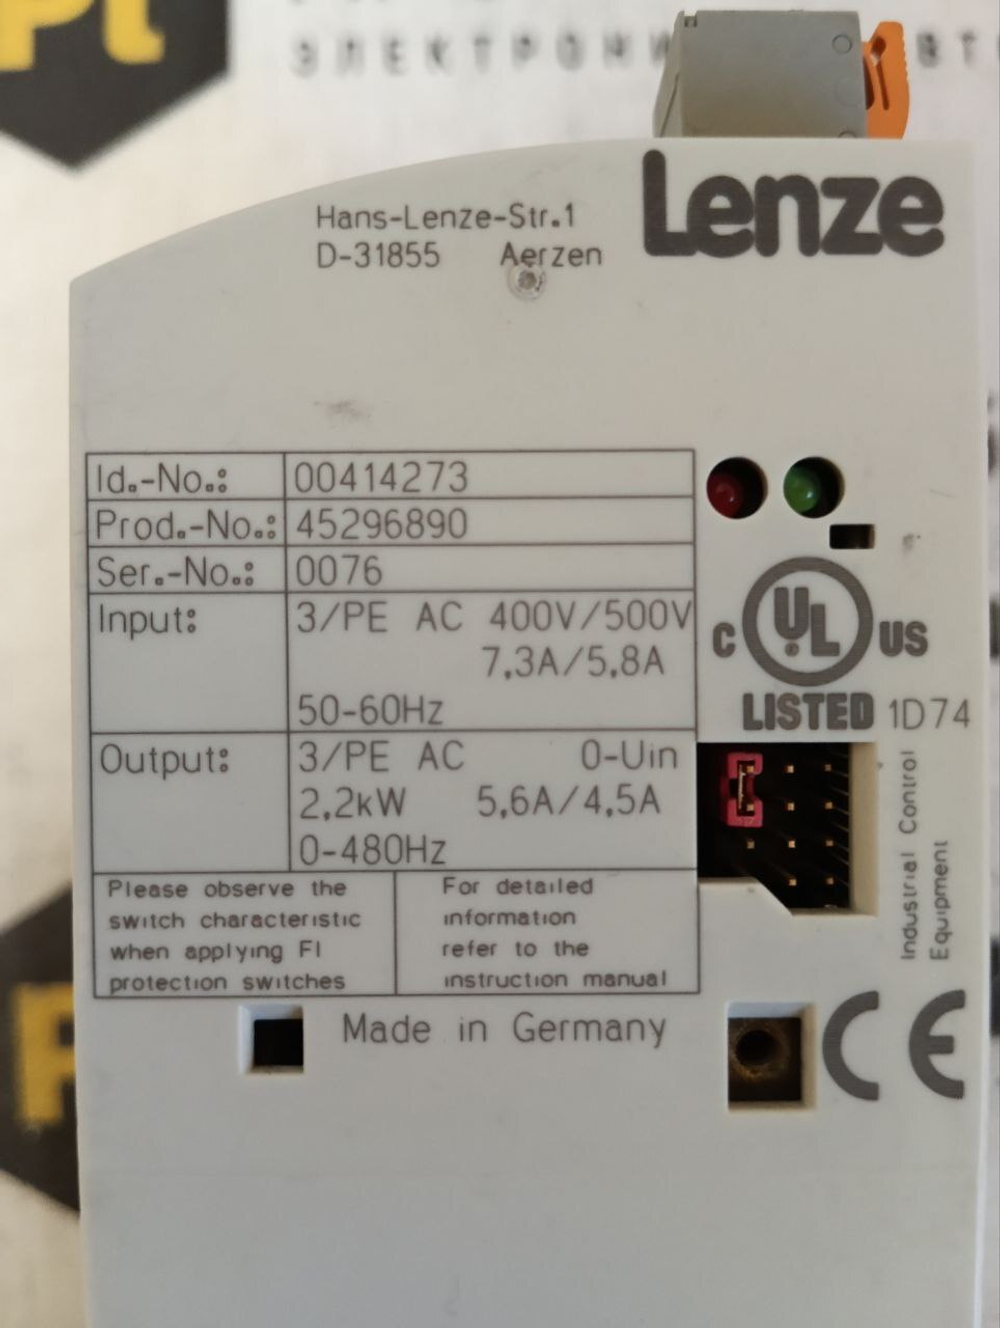 ЭЛЕКТРОНИ
ВТ
Lenze
Hans-Lenze-Str.1
D-31855 Aerzen
Id.-No.: 00414273
Prod.-No.: 45296890
Ser.-No.: 0076
Input: 3/PE AC 400V/500V
7,3A/5,8A
50-60Hz
Output: 3/PE AC 0-Uin
2,2kW 5,6A/4,5A
0-480Hz
Please observe the
switch characteristic
when applying FI
protection switches
For detailed
information
refer to the
instruction manual
C UL US
LISTED 1D74
Industrial Control
Equipment
Made in Germany
CE